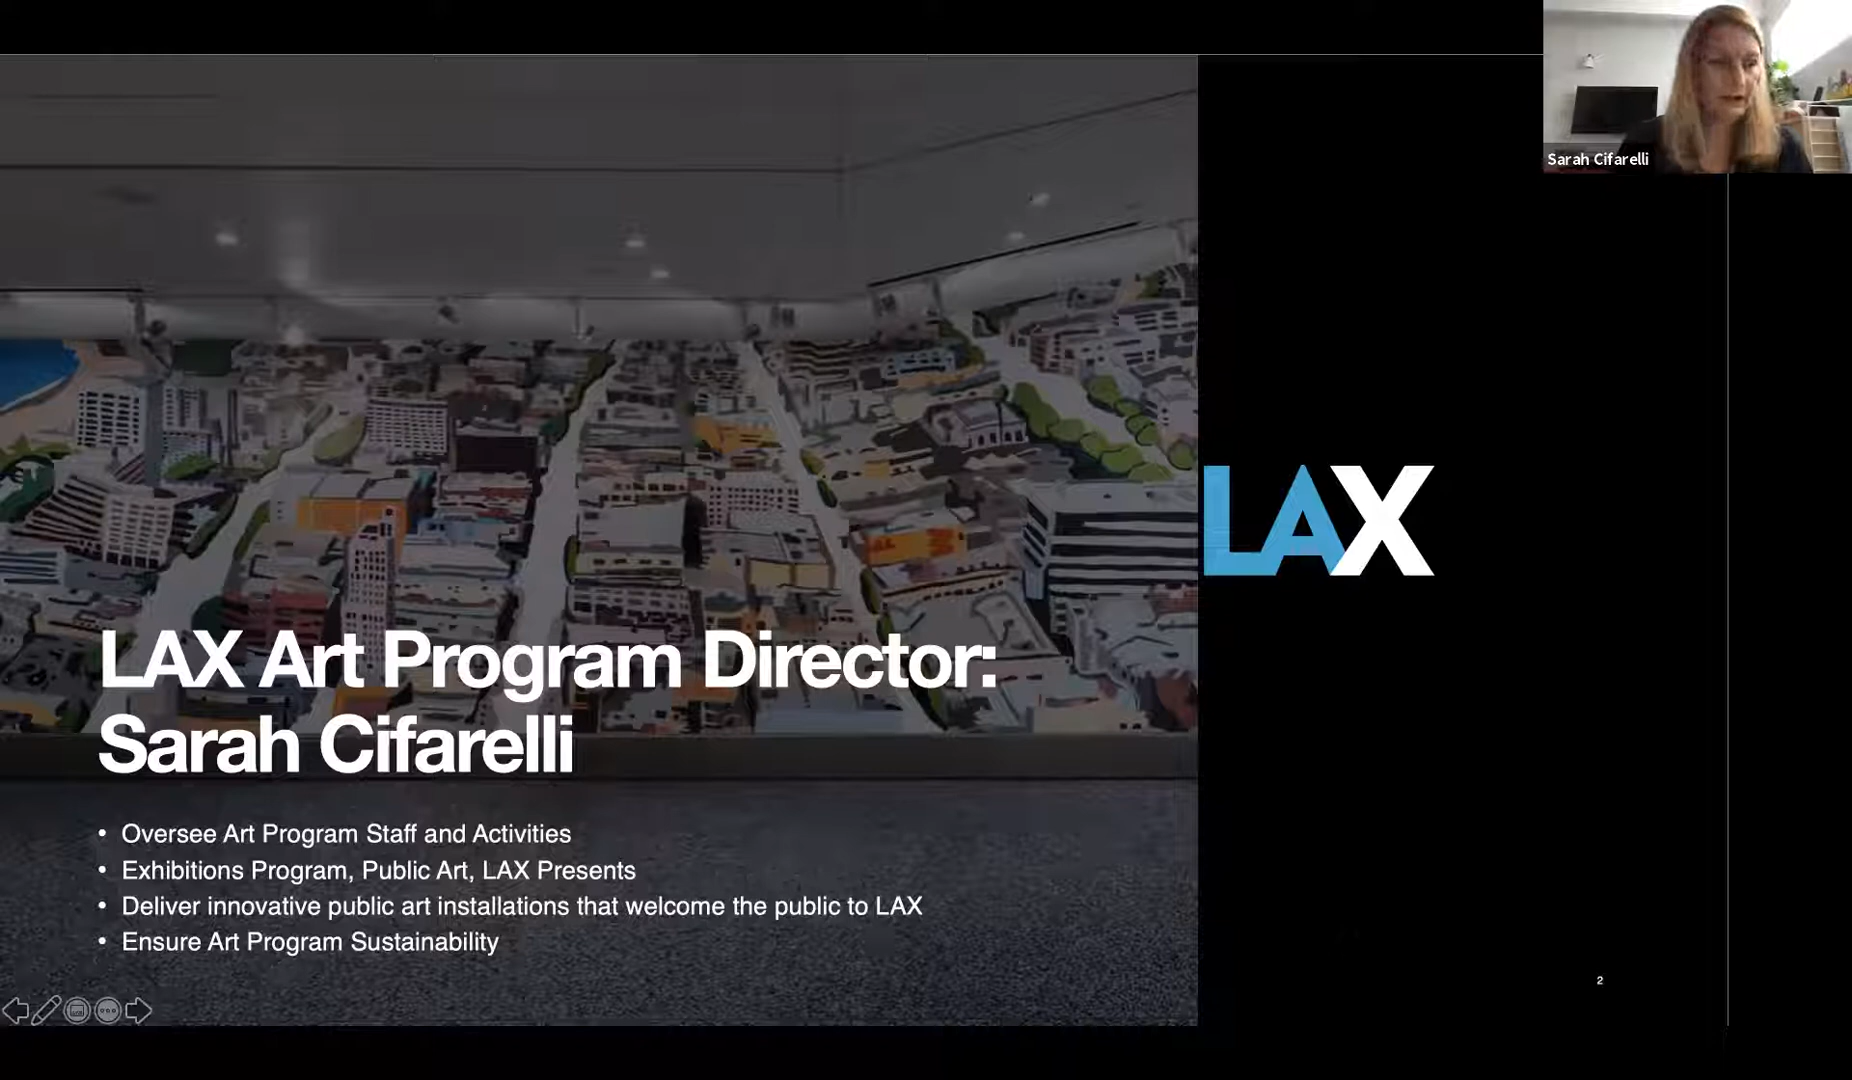 Sarah Cifarelli
LAX
LAX Art Program Director:
Sarah Cifarelli
• Oversee Art Program Staff and Activities
• Exhibitions Program, Public Art, LAX Presents
• Deliver innovative public art installations that welcome the public to LAX
• Ensure Art Program Sustainability
2